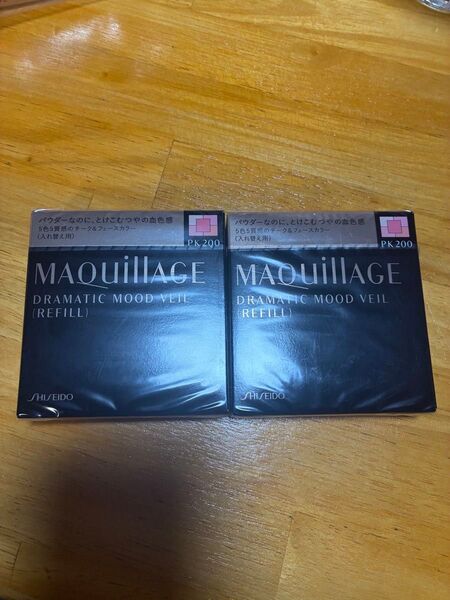 パウダーなのに、とけこむつやの血色感
5色5質感のチーク&フェースカラー
(入れ替え用)
PK200
MAQuillAGE
DRAMATIC MOOD VEIL
(REFILL)
SHISEIDO
パウダーなのに、とけこむつやの血色感
5色5質感のチーク&フェースカラー
(入れ替え用)
PK200
MAQuillAGE
DRAMATIC MOOD VEIL
(REFILL)
SHISEIDO